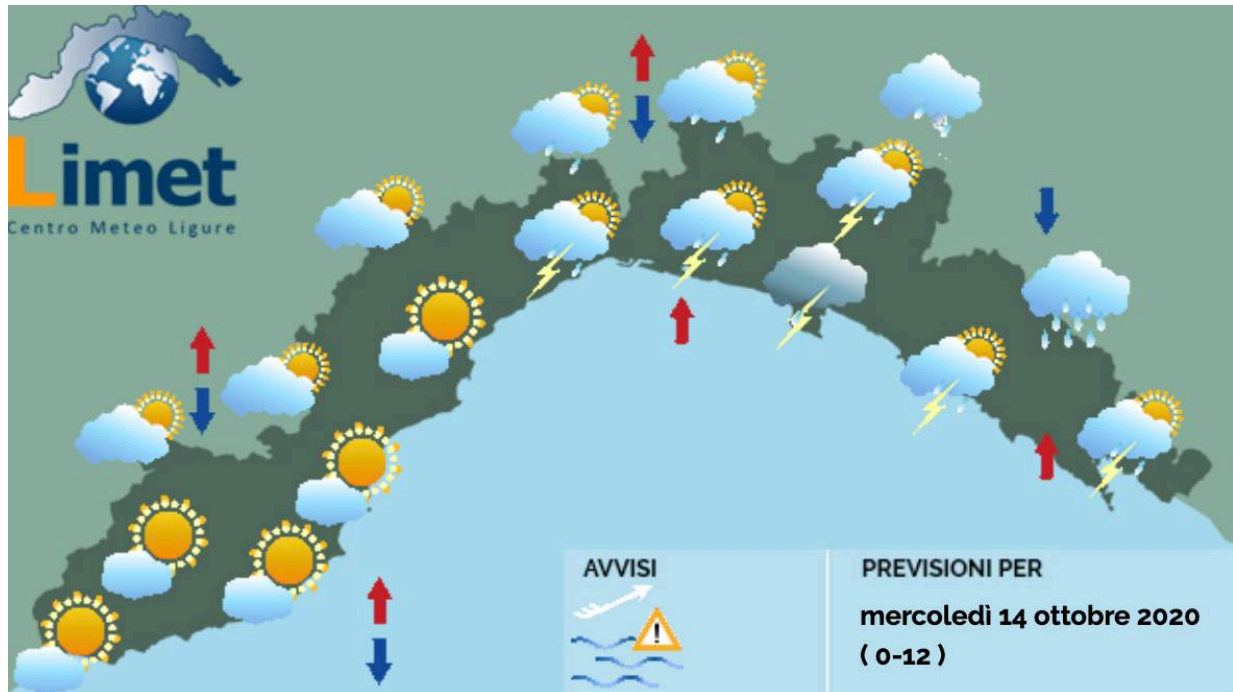 Limet
Centro Meteo Ligure
AVVISI
PREVISIONI PER
mercoledì 14 ottobre 2020
( 0-12 )